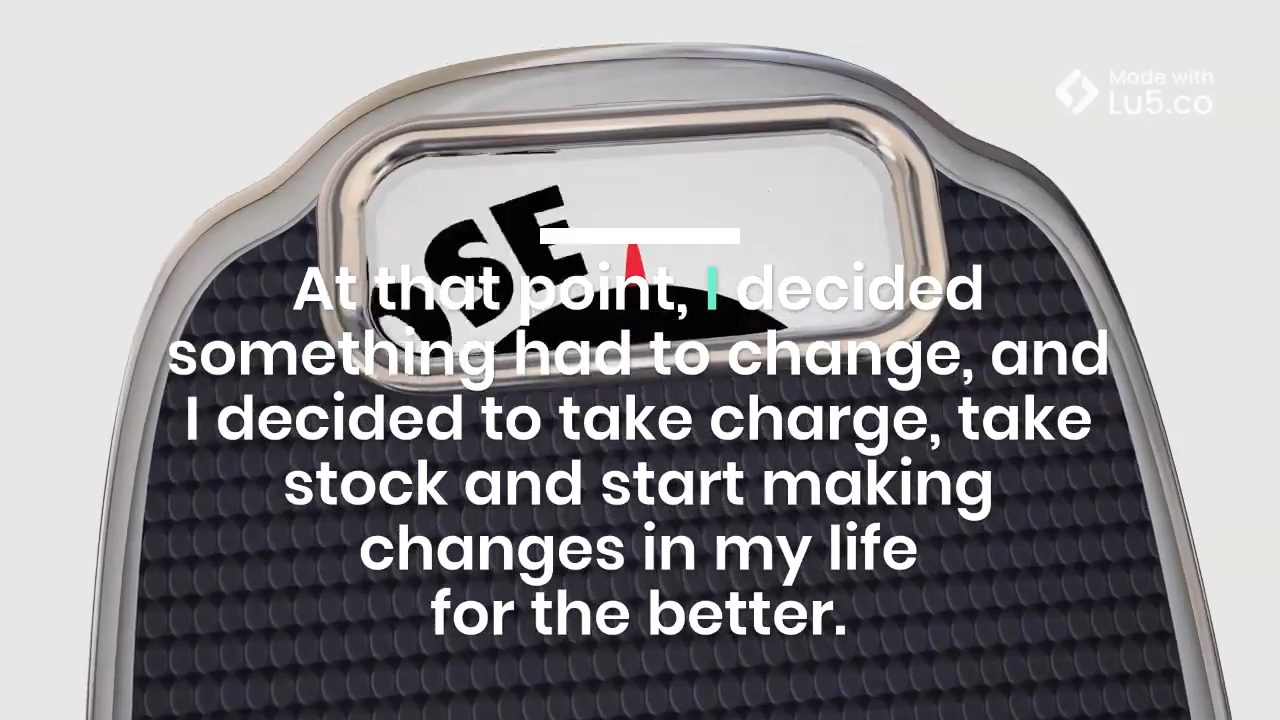 Made with
Lu5.co
OSE
At that point, I decided
something had to change, and
I decided to take charge, take
stock and start making
changes in my life
for the better.